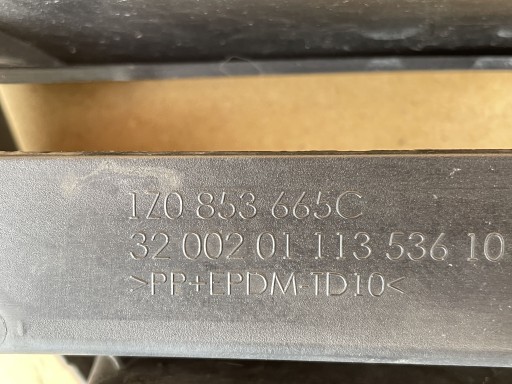 1Z0 853 665C
32 002 01 113 536 10
>PP+EPDM-TD10<